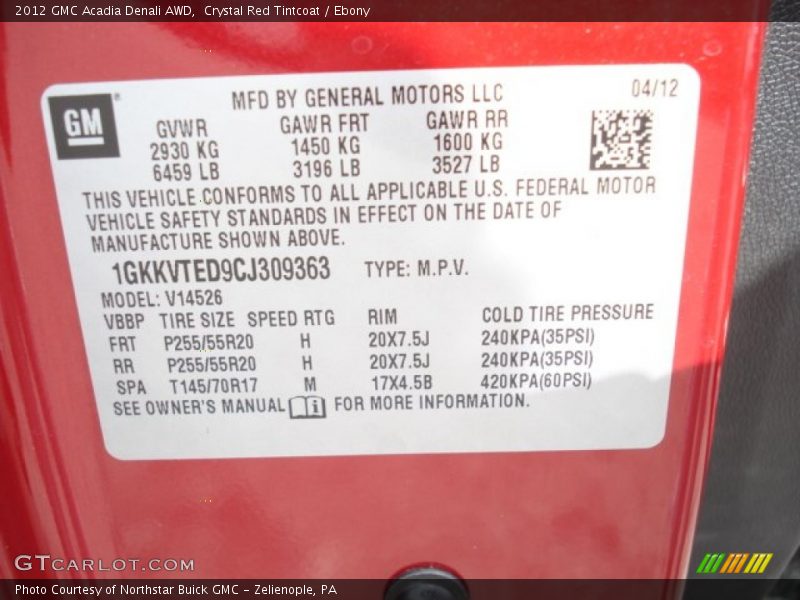 2012 GMC Acadia Denali AWD, Crystal Red Tintcoat / Ebony
GM
MFD BY GENERAL MOTORS LLC 04/12
GVWR GAWR FRT GAWR RR
2930 KG 1450 KG 1600 KG
6459 LB 3196 LB 3527 LB
THIS VEHICLE CONFORMS TO ALL APPLICABLE U.S. FEDERAL MOTOR
VEHICLE SAFETY STANDARDS IN EFFECT ON THE DATE OF
MANUFACTURE SHOWN ABOVE.
1GKKVTED9CJ309363 TYPE: M.P.V.
MODEL: V14526
VBBP TIRE SIZE SPEED RTG RIM COLD TIRE PRESSURE
FRT P255/55R20 H 20X7.5J 240KPA(35PSI)
RR P255/55R20 H 20X7.5J 240KPA(35PSI)
SPA T145/70R17 M 17X4.5B 420KPA(60PSI)
SEE OWNER'S MANUAL i FOR MORE INFORMATION.
GTCARLOT.COM
Photo Courtesy of Northstar Buick GMC - Zelienople, PA